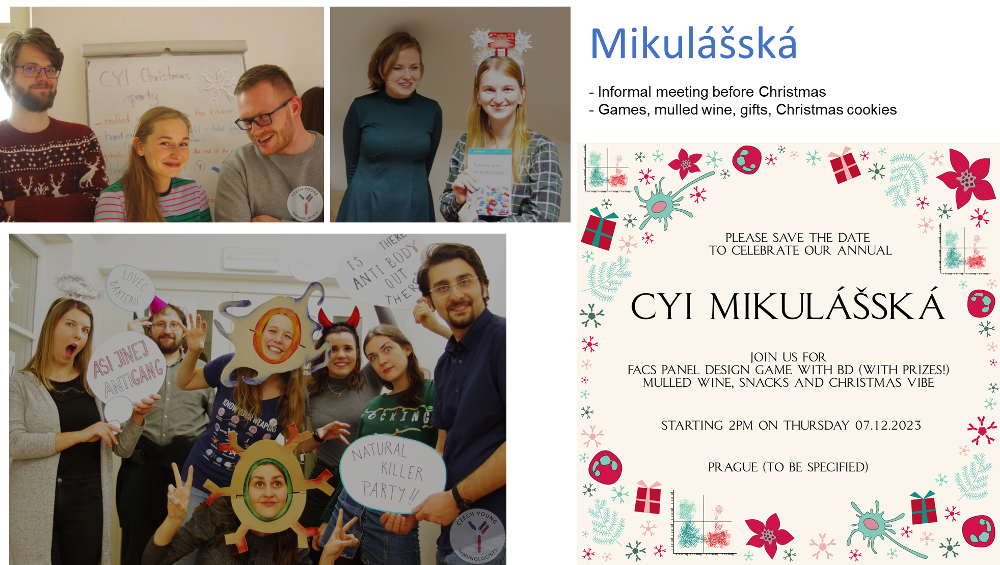 Mikulášská
- Informal meeting before Christmas
- Games, mulled wine, gifts, Christmas cookies
CYI Christmas
party
- mulled
the kitchen
- hand
+ take
photo
the end of the
take
CZECH YOUNG
IMMUNOLOGISTS
Barevný atlas
farmakologie
LOVEC
BAKTERIÍ
ASI JINEJ
ANTIGANG
IS
THERE
ANTI BODY
OUT
THERE
KNOW YOUR WEAPONS
CKING
NATURAL
KILLER
PARTY!!
CZECH YOUNG
IMMUNOLOGISTS
PLEASE SAVE THE DATE
TO CELEBRATE OUR ANNUAL
CYI MIKULÁŠSKÁ
JOIN US FOR
FACS PANEL DESIGN GAME WITH BD (WITH PRIZES!)
MULLED WINE, SNACKS AND CHRISTMAS VIBE
STARTING 2PM ON THURSDAY 07.12.2023
PRAGUE (TO BE SPECIFIED)